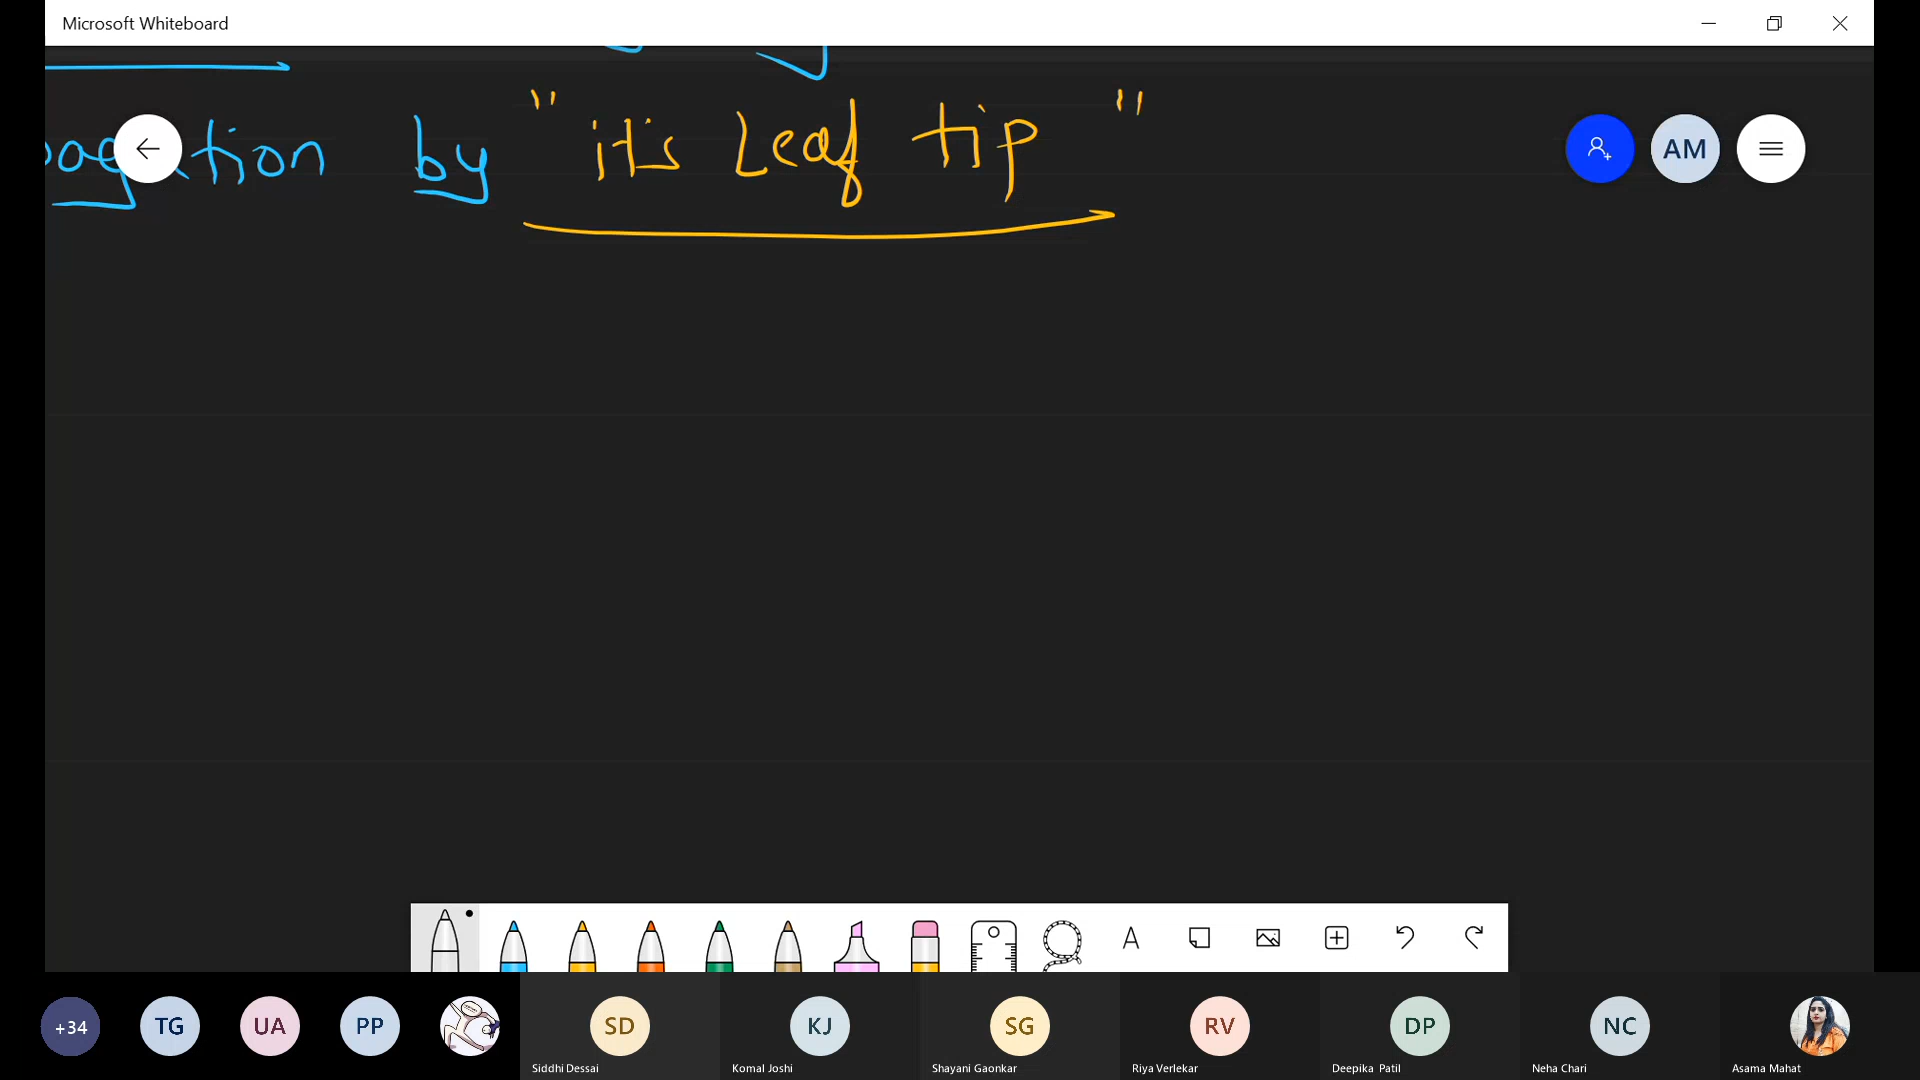 Microsoft Whiteboard
tion by "it's Leaf tip"
AM
A
+34
TG
UA
PP
SD
KJ
SG
RV
DP
NC
Siddhi Dessai
Komal Joshi
Shayani Gaonkar
Riya Verlekar
Deepika Patil
Neha Chari
Asama Mahat